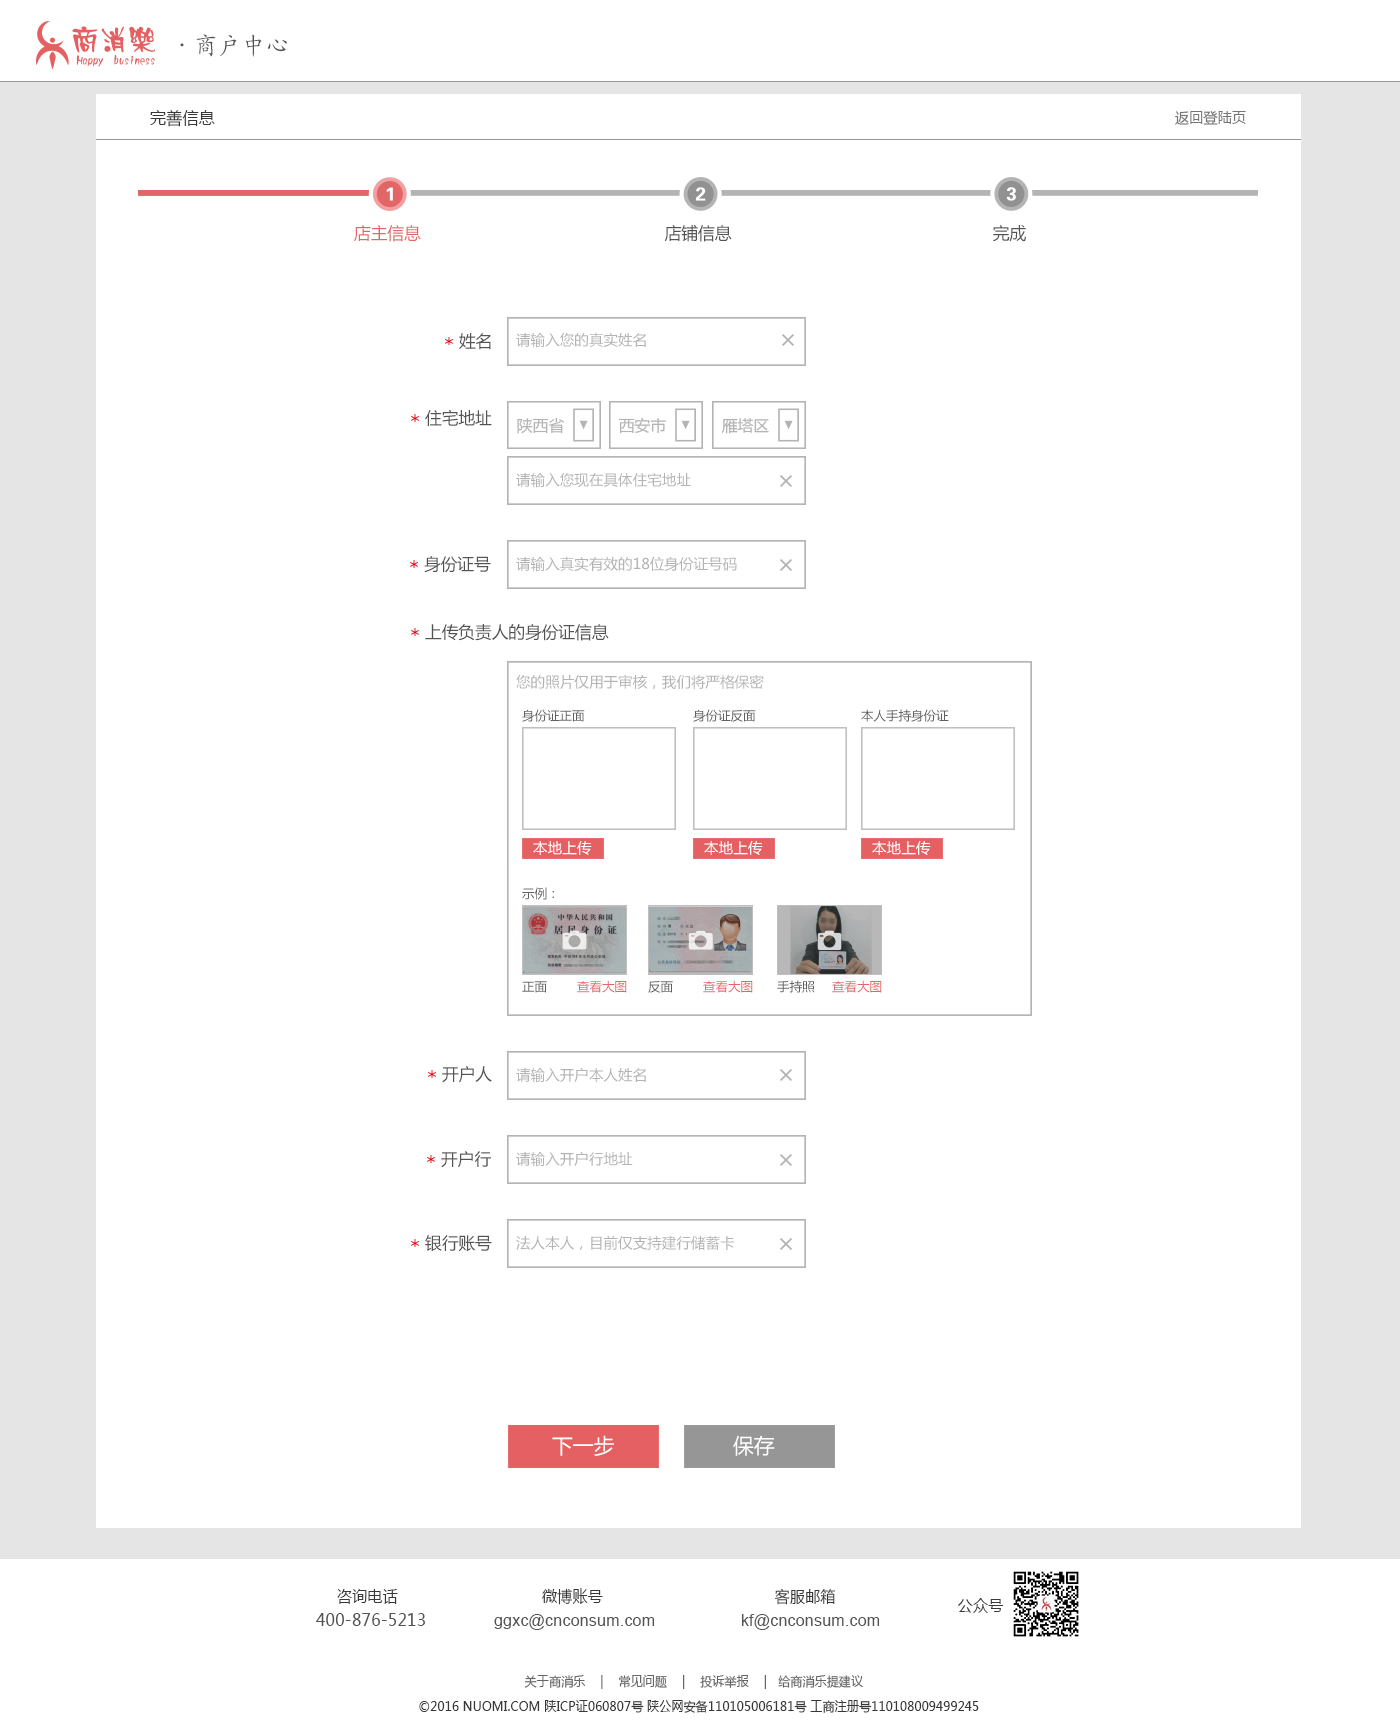 商消樂
Happy business
·商户中心
完善信息
返回登陆页
1
2
3
店主信息
店铺信息
完成
* 姓名
请输入您的真实姓名
* 住宅地址
陕西省
西安市
雁塔区
请输入您现在具体住宅地址
* 身份证号
请输入真实有效的18位身份证号码
* 上传负责人的身份证信息
您的照片仅用于审核，我们将严格保密
身份证正面
身份证反面
本人手持身份证
本地上传
本地上传
本地上传
示例：
中华人民共和国
居民身份证
正面
查看大图
反面
查看大图
手持照
查看大图
* 开户人
请输入开户本人姓名
* 开户行
请输入开户行地址
* 银行账号
法人本人，目前仅支持建行储蓄卡
下一步
保存
咨询电话
400-876-5213
微博账号
ggxc@cnconsum.com
客服邮箱
kf@cnconsum.com
公众号
关于商消乐 | 常见问题 | 投诉举报 | 给商消乐提建议
©2016 NUOMI.COM 陕ICP证060807号 陕公网安备110105006181号 工商注册号110108009499245